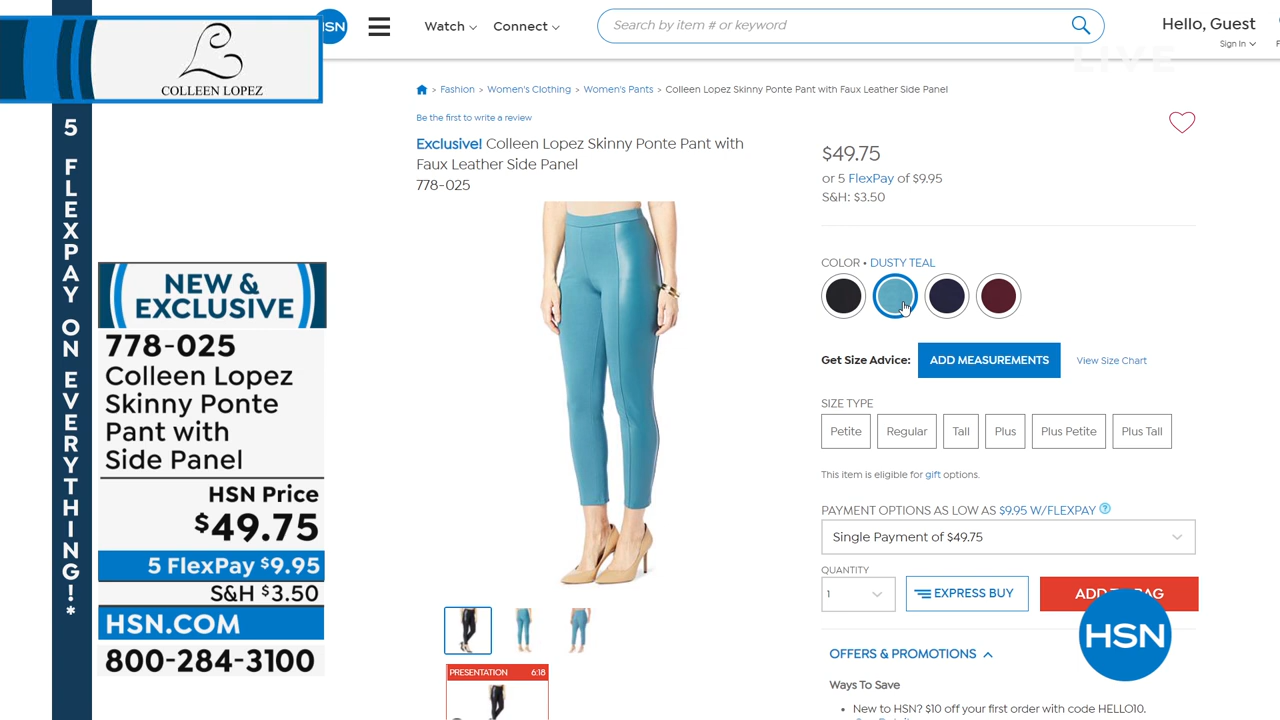 COLLEEN LOPEZ
5 FLEXPAY ON EVERYTHING!*
NEW &
EXCLUSIVE
778-025
Colleen Lopez
Skinny Ponte
Pant with
Side Panel
HSN Price
$49.75
5 FlexPay $9.95
S&H $3.50
HSN.COM
800-284-3100
HSN
Watch
Connect
Search by item # or keyword
Hello, Guest
Sign In
LIVE
> Fashion > Women's Clothing > Women's Pants > Colleen Lopez Skinny Ponte Pant with Faux Leather Side Panel
Be the first to write a review
Exclusive! Colleen Lopez Skinny Ponte Pant with
Faux Leather Side Panel
778-025
PRESENTATION 6:18
$49.75
or 5 FlexPay of $9.95
S&H: $3.50
COLOR • DUSTY TEAL
Get Size Advice: ADD MEASUREMENTS View Size Chart
SIZE TYPE
Petite Regular Tall Plus Plus Petite Plus Tall
This item is eligible for gift options.
PAYMENT OPTIONS AS LOW AS $9.95 W/FLEXPAY ?
Single Payment of $49.75
QUANTITY
1 EXPRESS BUY ADD BAG
HSN
OFFERS & PROMOTIONS
Ways To Save
• New to HSN? $10 off your first order with code HELLO10.